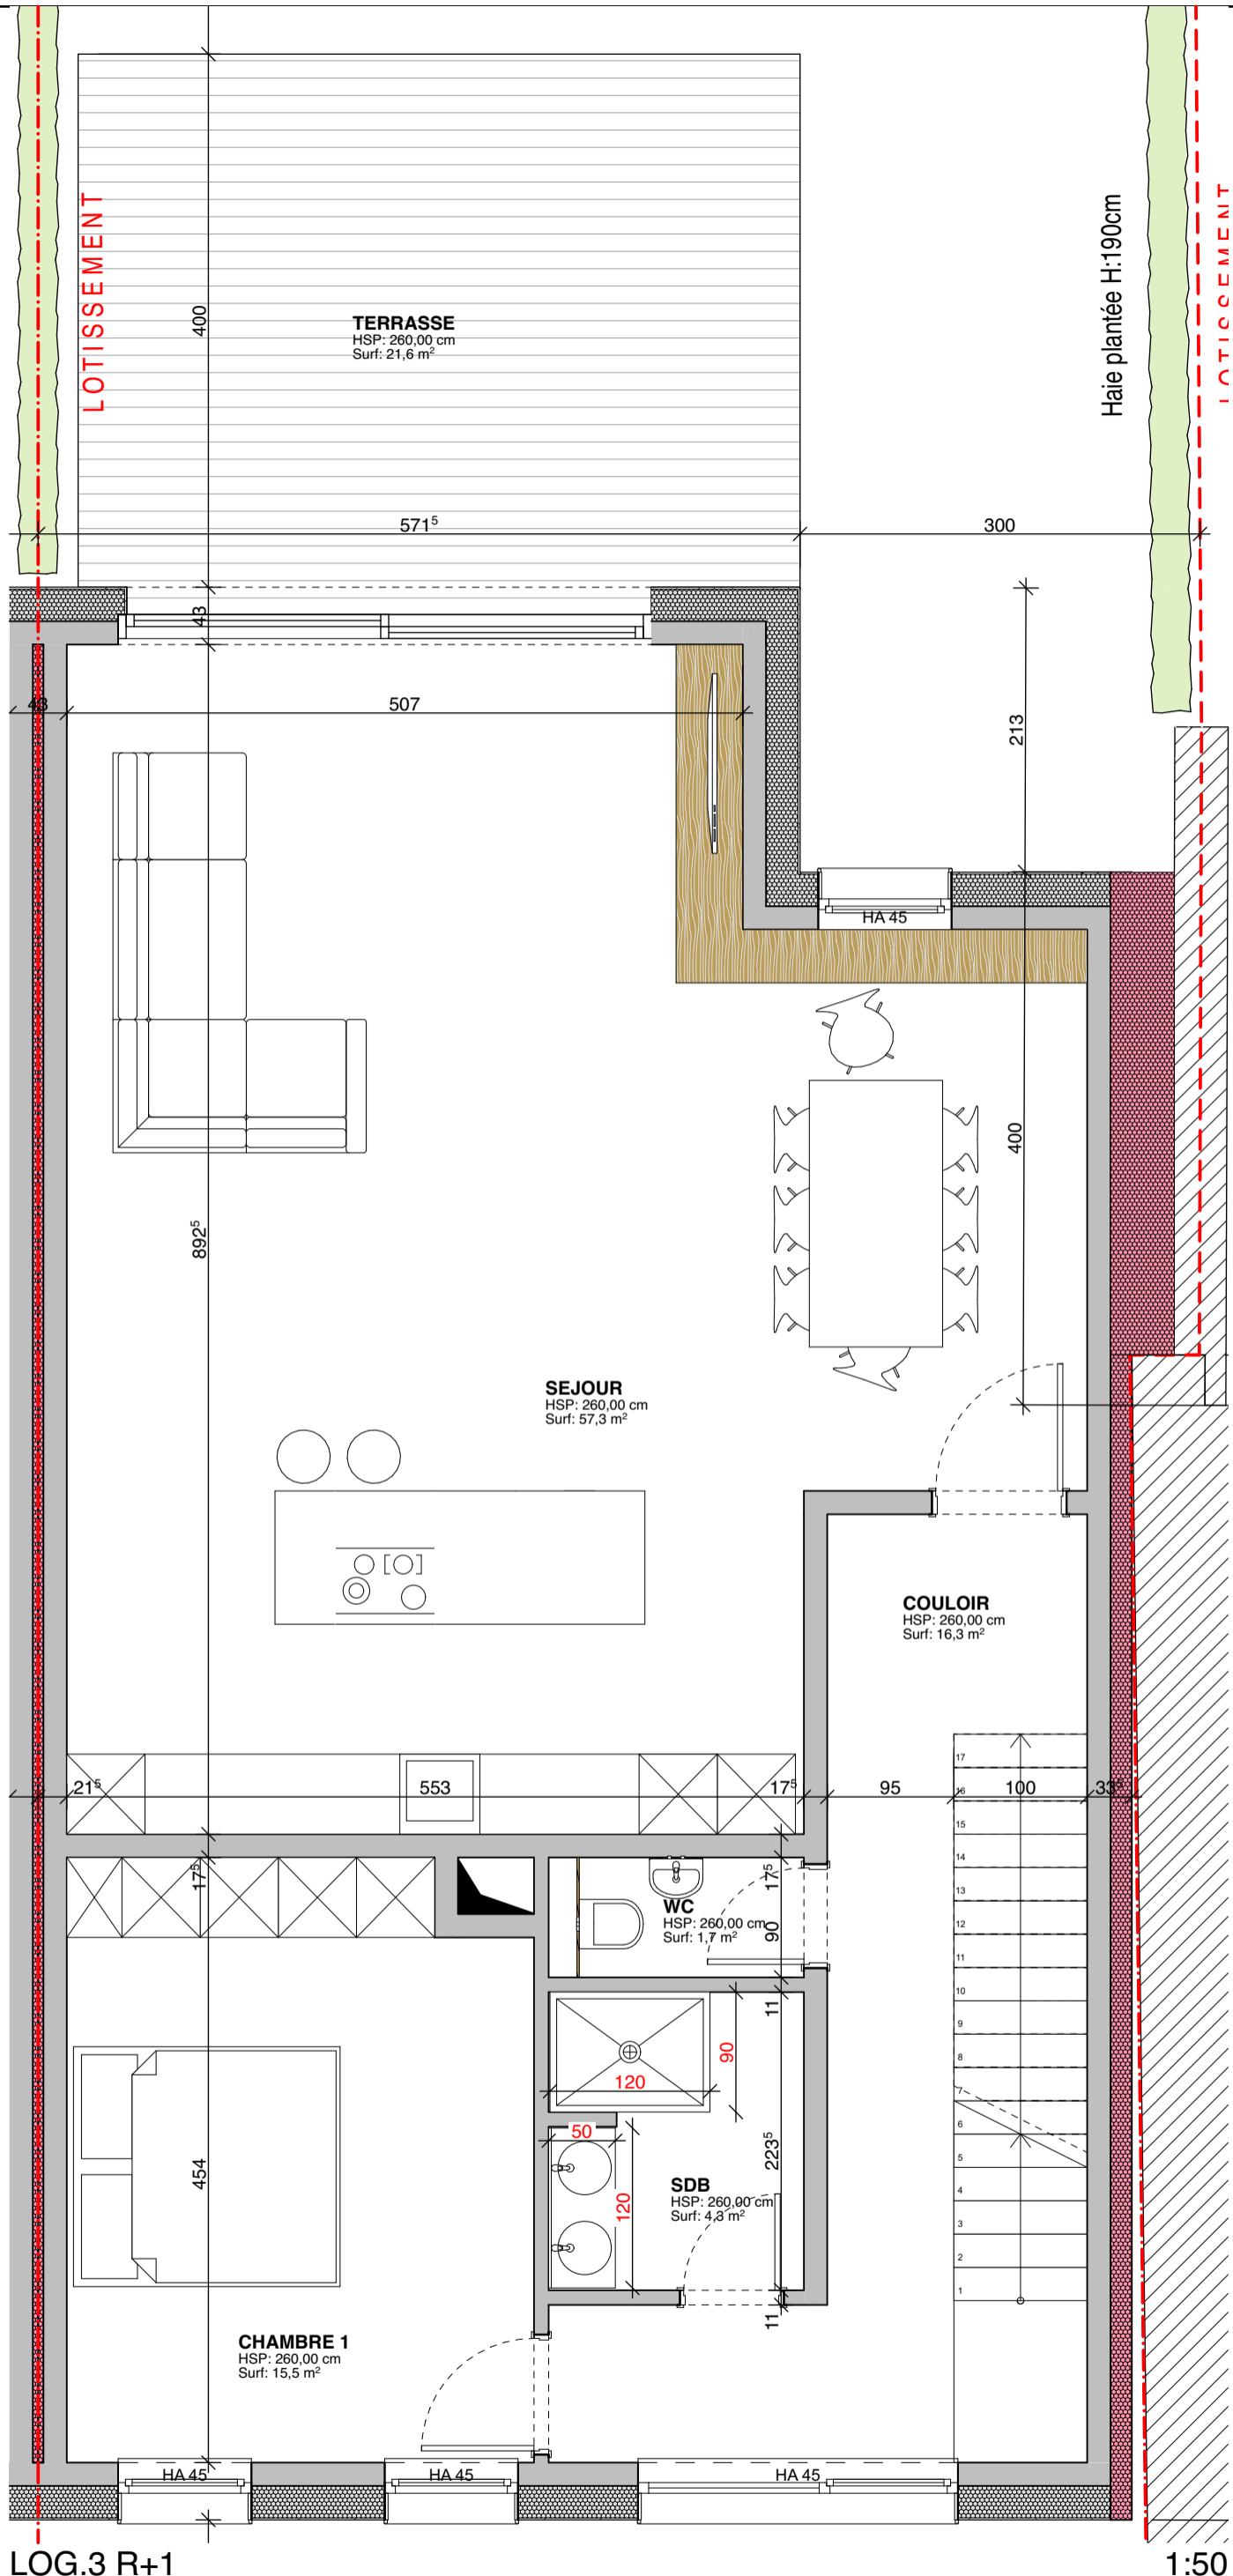 LOTISSEMENT
Haie plantée H:190cm
LOTISSEMENT
400
TERRASSE
HSP: 260,00 cm
Surf: 21,6 m²
571⁵
300
43
43
507
213
HA 45
400
892⁵
SEJOUR
HSP: 260,00 cm
Surf: 57,3 m²
COULOIR
HSP: 260,00 cm
Surf: 16,3 m²
17
16
15
14
13
12
11
10
9
8
7
6
5
4
3
2
1
21⁵
553
17⁵
95
100
33⁵
17⁵
17⁵
WC
HSP: 260,00 cm
Surf: 1,7 m²
90
11
90
120
50
223⁵
120
SDB
HSP: 260,00 cm
Surf: 4,3 m²
454
11
CHAMBRE 1
HSP: 260,00 cm
Surf: 15,5 m²
HA 45
HA 45
HA 45
LOG.3 R+1
1:50